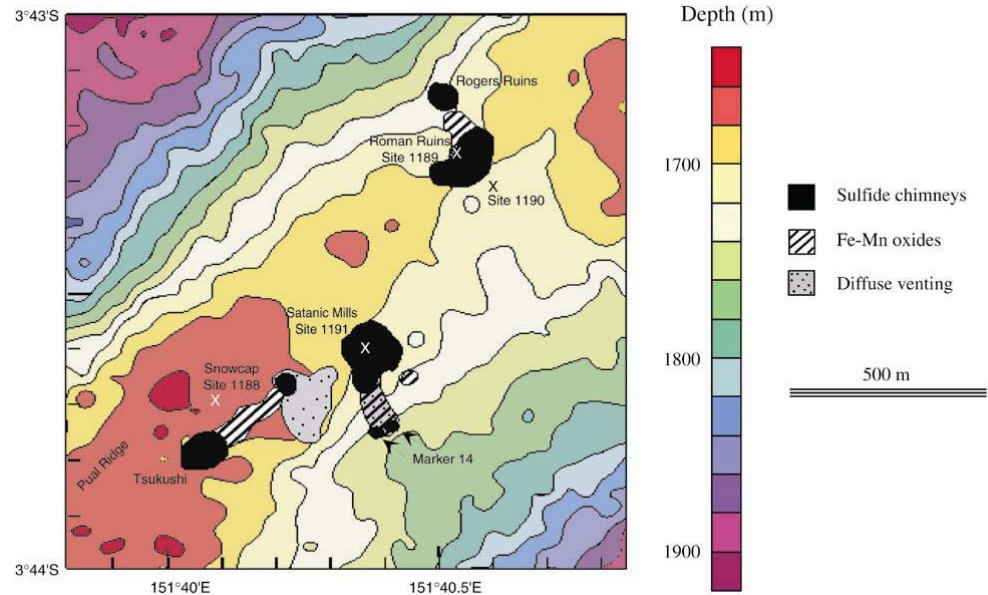 3°43'S
Depth (m)
Rogers Ruins
Roman Ruins
Site 1189
X
X
Site 1190
1700
Sulfide chimneys
Fe-Mn oxides
Diffuse venting
Satanic Mills
Site 1191
X
1800
500 m
Snowcap
Site 1188
X
Pual Ridge
Marker 14
Tsukushi
1900
3°44'S
151°40'E
151°40.5'E